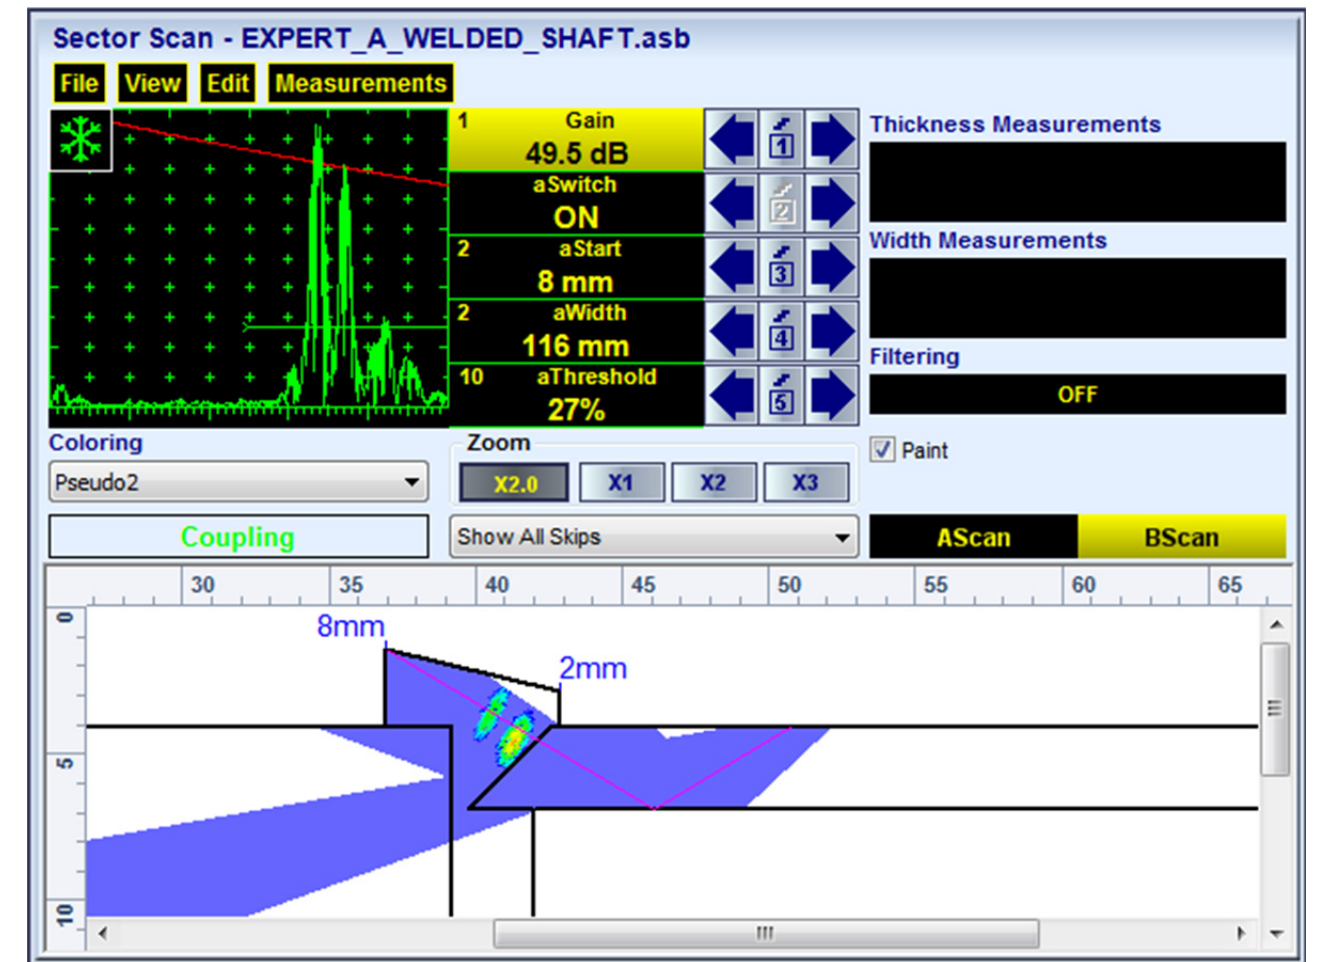 Sector Scan - EXPERT_A_WELDED_SHAFT.asb
File View Edit Measurements
1 Gain
49.5 dB
1
aSwitch
ON
2
2 aStart
8 mm
3
2 aWidth
116 mm
4
10 aThreshold
27%
5
Thickness Measurements
Width Measurements
Filtering
OFF
Coloring
Pseudo2
Zoom
X2.0 X1 X2 X3
Paint
Coupling
Show All Skips
AScan BScan
30 35 40 45 50 55 60 65
0
5
10
8mm
2mm